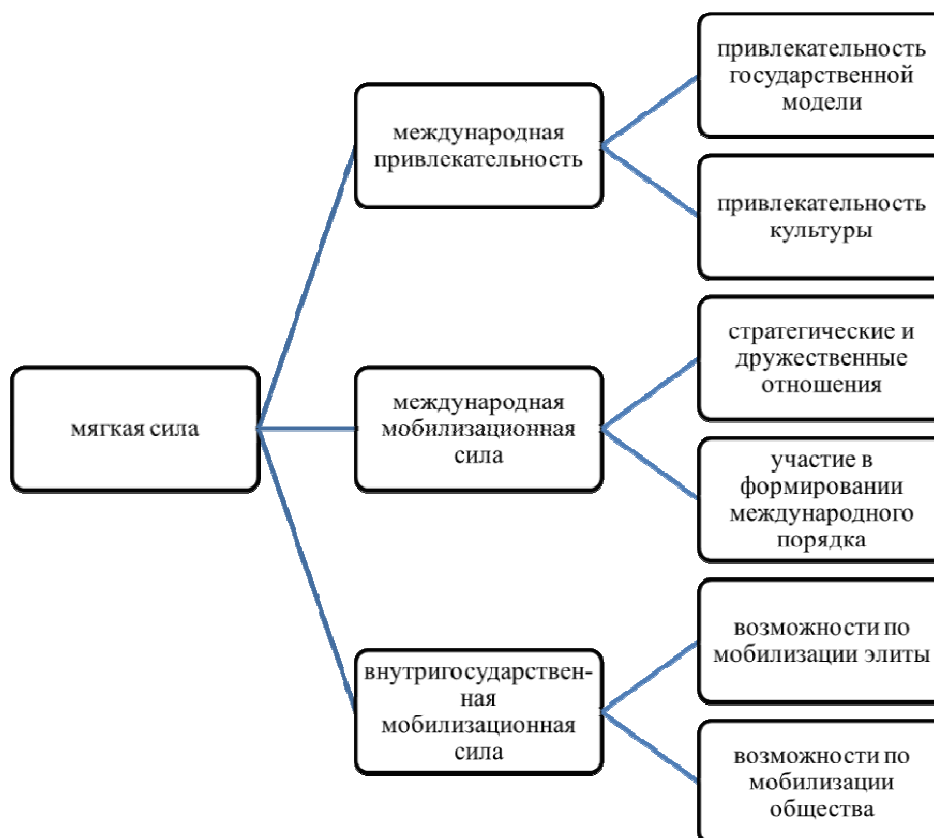 мягкая сила
международная
привлекательность
привлекательность
государственной
модели
привлекательность
культуры
международная
мобилизационная
сила
стратегические и
дружественные
отношения
участие в
формировании
международного
порядка
внутригосударствен-
ная
мобилизационная
сила
возможности по
мобилизации элиты
возможности по
мобилизации
общества